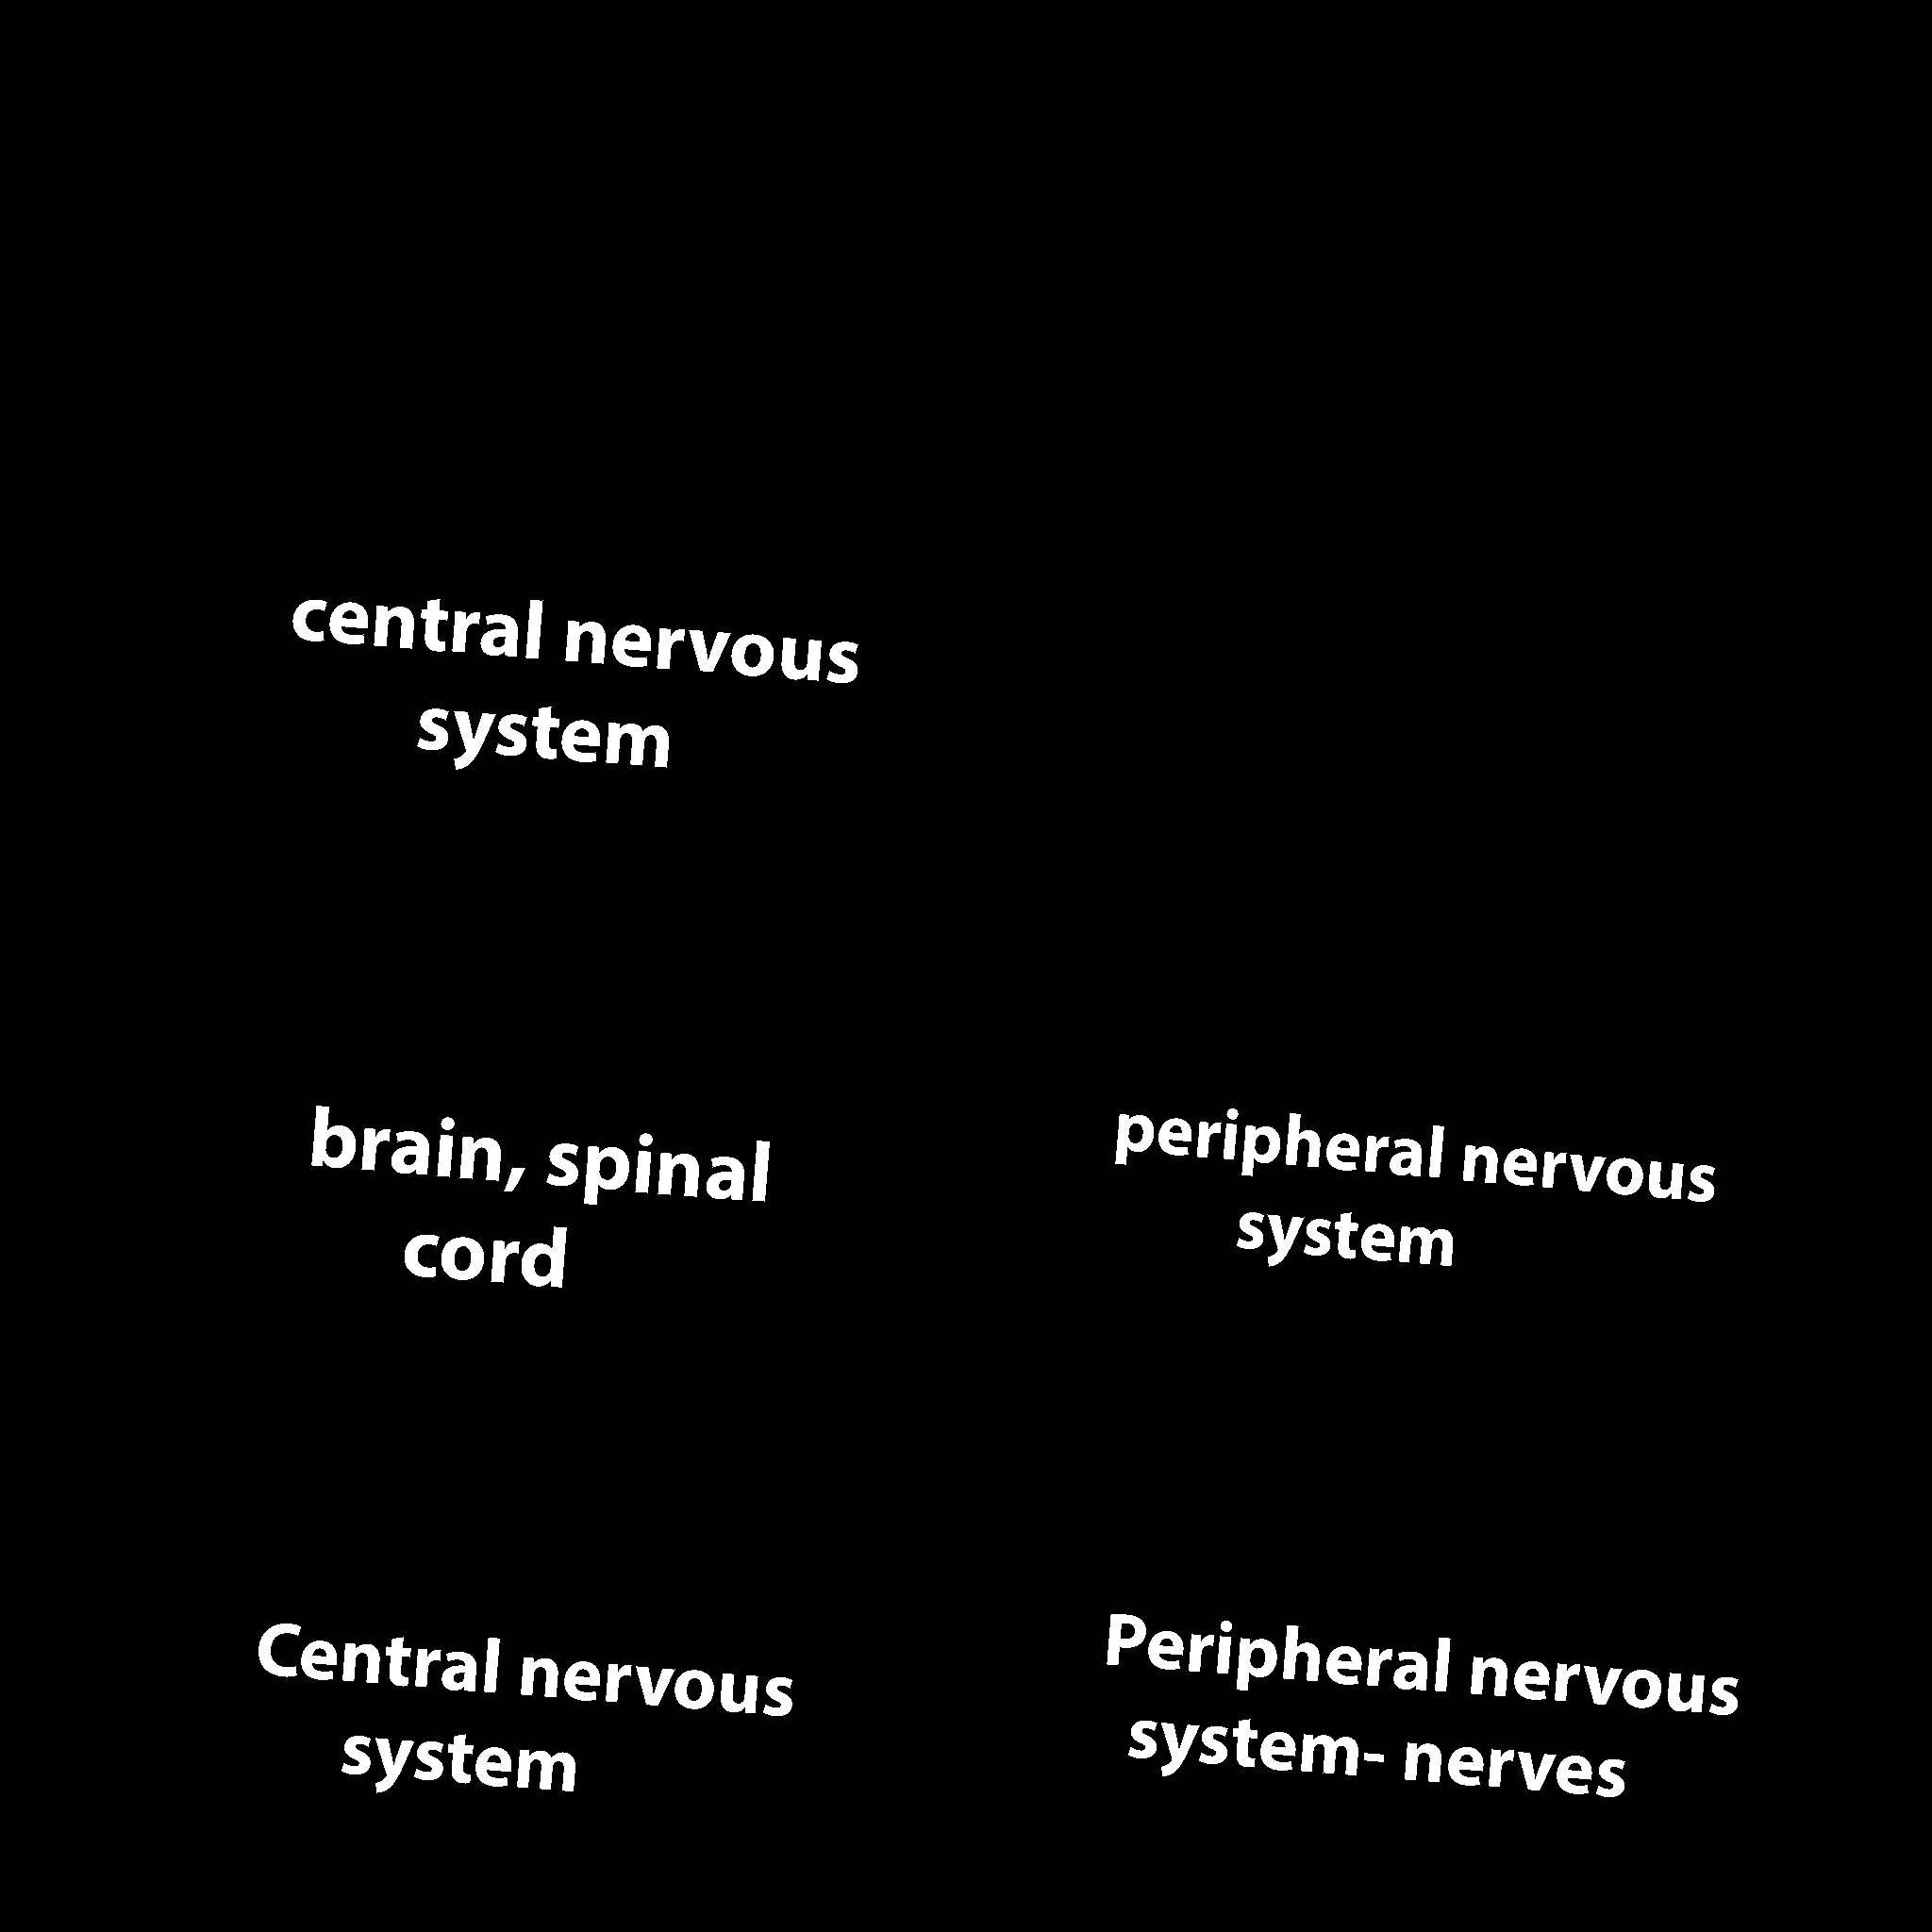 central nervous
system
brain, spinal
cord
peripheral nervous
system
Central nervous
system
Peripheral nervous
system- nerves